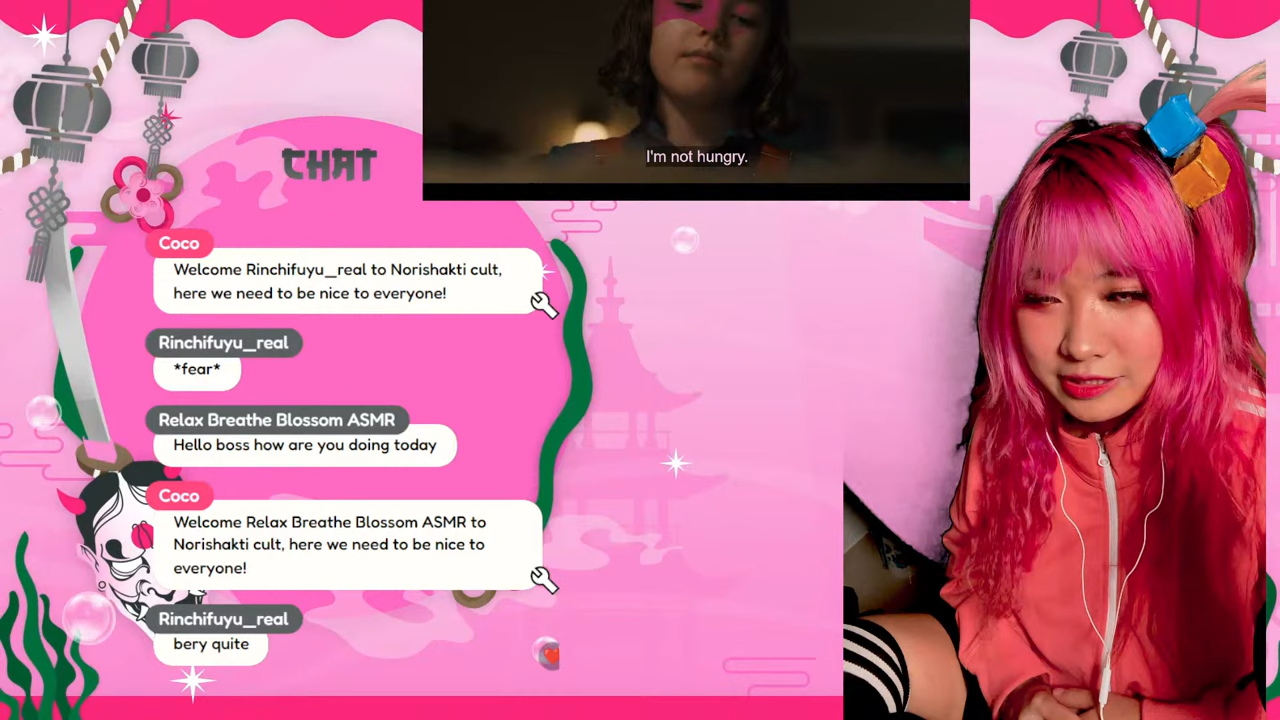 I'm not hungry.
CHAT
Coco
Welcome Rinchifuyu_real to Norishakti cult,
here we need to be nice to everyone!
Rinchifuyu_real
*fear*
Relax Breathe Blossom ASMR
Hello boss how are you doing today
Coco
Welcome Relax Breathe Blossom ASMR to
Norishakti cult, here we need to be nice to
everyone!
Rinchifuyu_real
bery quite